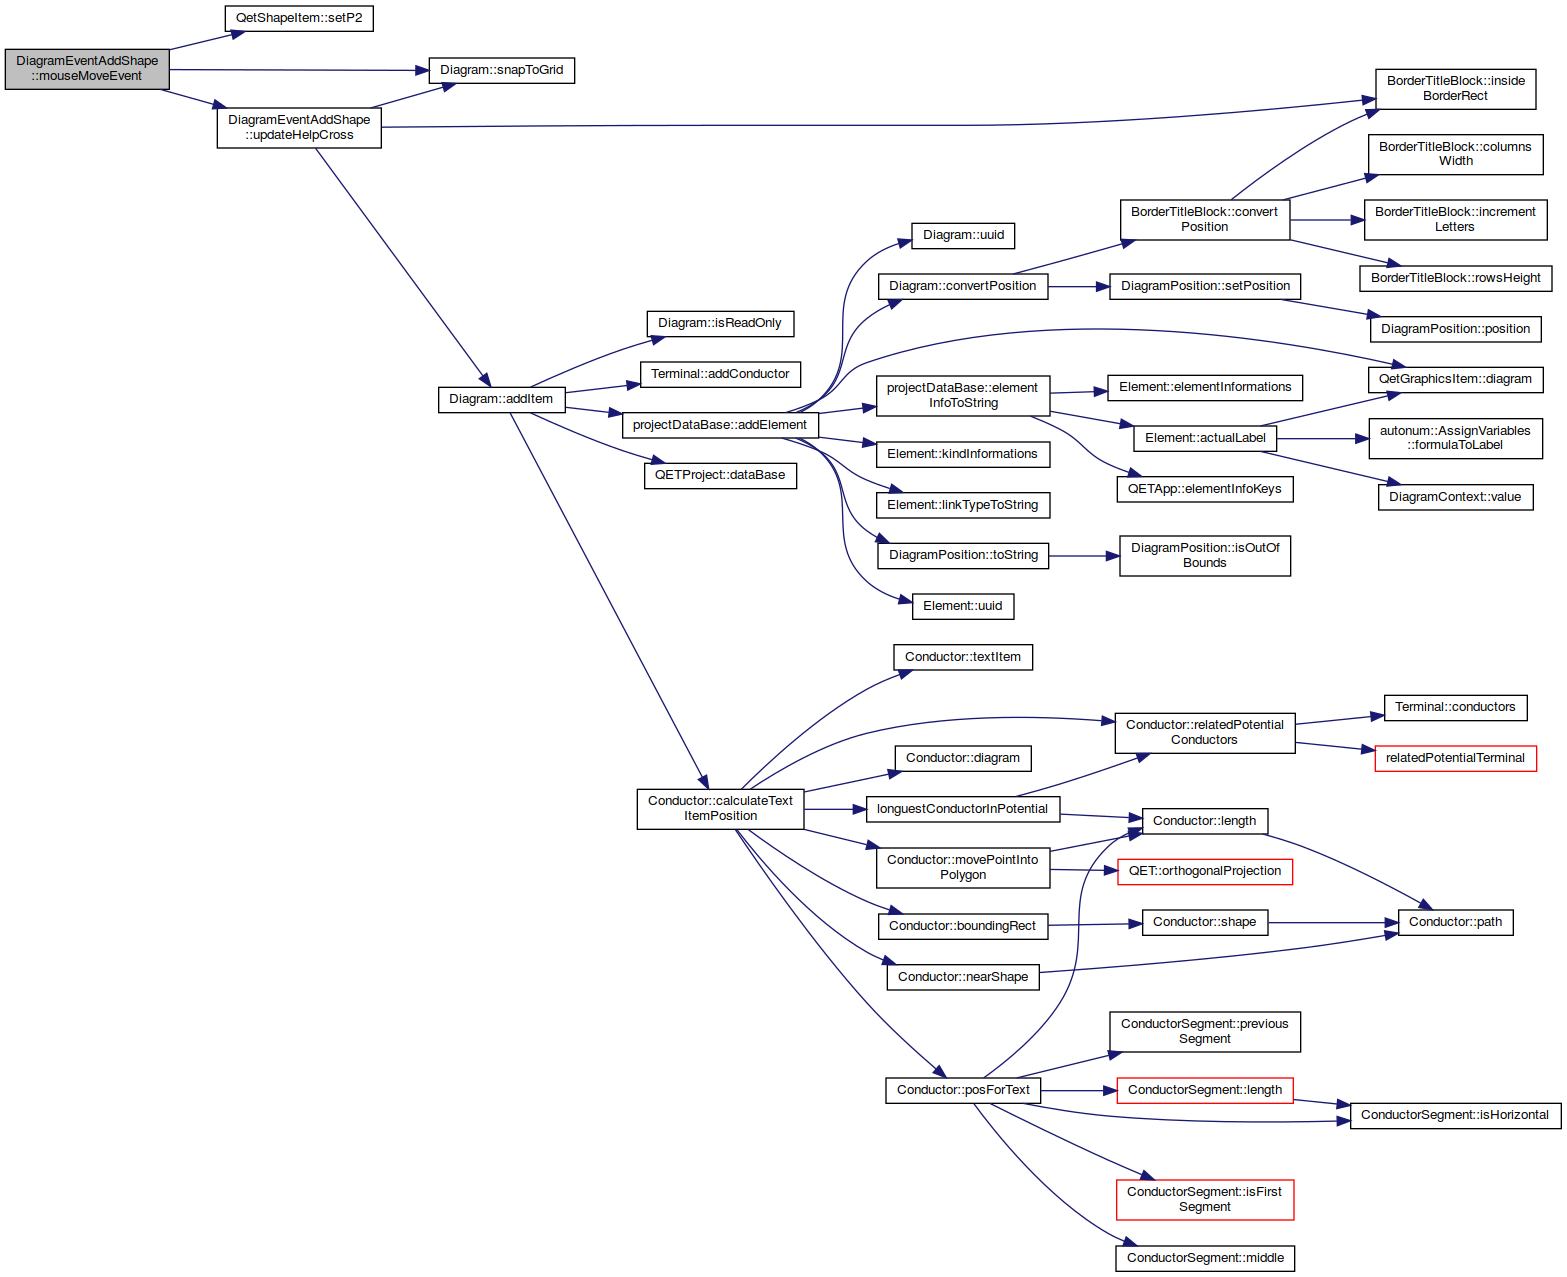 DiagramEventAddShape
::mouseMoveEvent
QetShapeItem::setP2
Diagram::snapToGrid
DiagramEventAddShape
::updateHelpCross
BorderTitleBlock::inside
BorderRect
BorderTitleBlock::columns
Width
BorderTitleBlock::convert
Position
BorderTitleBlock::increment
Letters
BorderTitleBlock::rowsHeight
Diagram::uuid
Diagram::convertPosition
DiagramPosition::setPosition
DiagramPosition::position
Diagram::isReadOnly
Terminal::addConductor
Diagram::addItem
projectDataBase::addElement
QETProject::dataBase
projectDataBase::element
InfoToString
Element::elementInformations
QetGraphicsItem::diagram
Element::actualLabel
autonum::AssignVariables
::formulaToLabel
Element::kindInformations
QETApp::elementInfoKeys
DiagramContext::value
Element::linkTypeToString
DiagramPosition::toString
DiagramPosition::isOutOf
Bounds
Element::uuid
Conductor::textItem
Conductor::relatedPotential
Conductors
Terminal::conductors
relatedPotentialTerminal
Conductor::diagram
Conductor::calculateText
ItemPosition
longuestConductorInPotential
Conductor::length
Conductor::movePointInto
Polygon
QET::orthogonalProjection
Conductor::boundingRect
Conductor::shape
Conductor::path
Conductor::nearShape
ConductorSegment::previous
Segment
Conductor::posForText
ConductorSegment::length
ConductorSegment::isHorizontal
ConductorSegment::isFirst
Segment
ConductorSegment::middle